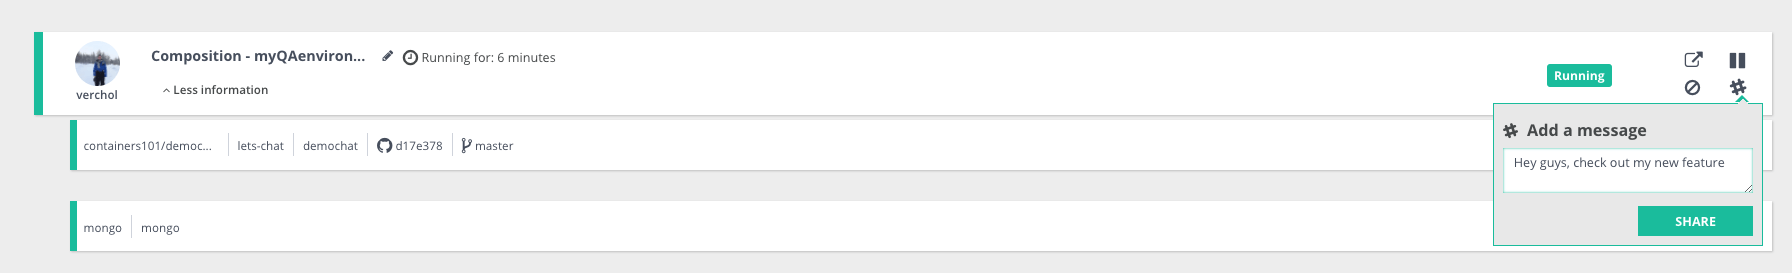 Composition - myQAenviron...
Running for: 6 minutes
verchol
Less information
Running
containers101/democ... lets-chat demochat d17e378 master
Add a message
Hey guys, check out my new feature
SHARE
mongo mongo